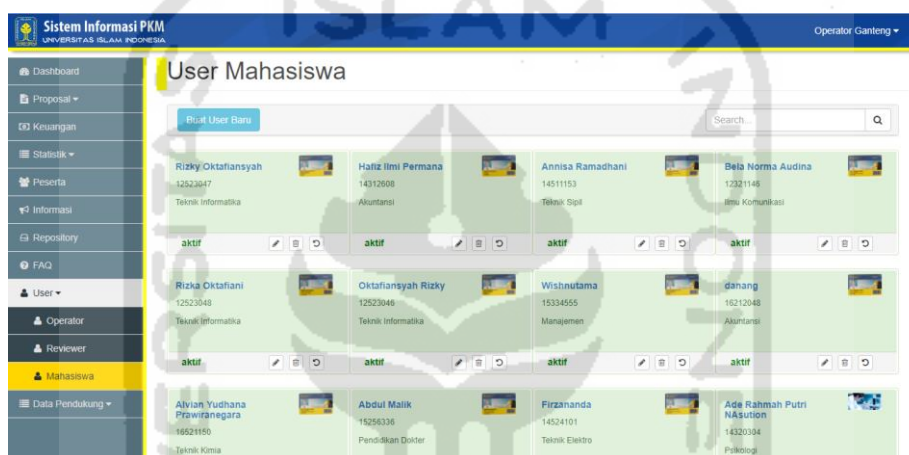 ISLAM
Sistem Informasi PKM
UNIVERSITAS ISLAM INDONESIA
Operator Ganteng
Dashboard
Proposal
Keuangan
Statistik
Peserta
Informasi
Repository
FAQ
User
Operator
Reviewer
Mahasiswa
Data Pendukung
User Mahasiswa
Buat User Baru
Search...
Rizky Oktafiansyah
12523047
Teknik Informatika
aktif
Hafiz Ilmi Permana
14312608
Akuntansi
aktif
Annisa Ramadhani
14511153
Teknik Sipil
aktif
Bela Norma Audina
12321146
Ilmu Komunikasi
aktif
Rizka Oktafiani
12523048
Teknik Informatika
aktif
Oktafiansyah Rizky
12523046
Teknik Informatika
aktif
Wishnutama
15334555
Manajemen
aktif
danang
16212048
Akuntansi
aktif
Alvian Yudhana
Prawiranegara
16521150
Teknik Kimia
Abdul Malik
15256336
Pendidikan Dokter
Firzananda
14524101
Teknik Elektro
Ade Rahmah Putri
NAsution
14320304
Psikologi